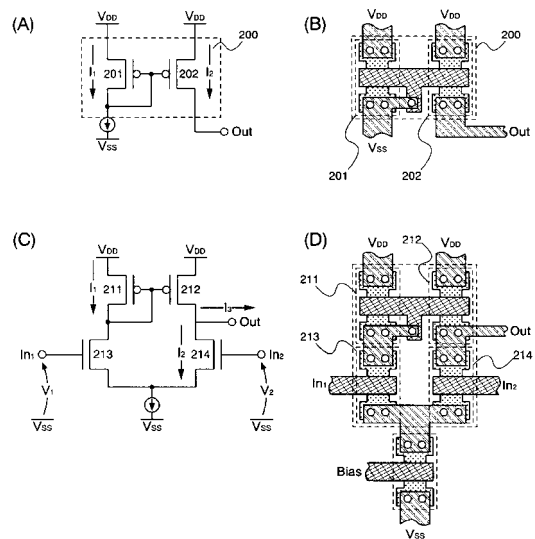 (A)
VDD VDD
200
I1 201 202 I2
Out
VSS
(B)
VDD VDD
200
Out
VSS
201 202
(C)
VDD VDD
I1 211 212
I3
Out
In1 213 I2 214 In2
V1 V2
VSS VSS
(D)
VDD 212 VDD
211
213 Out
214
In1 In2
Bias
VSS